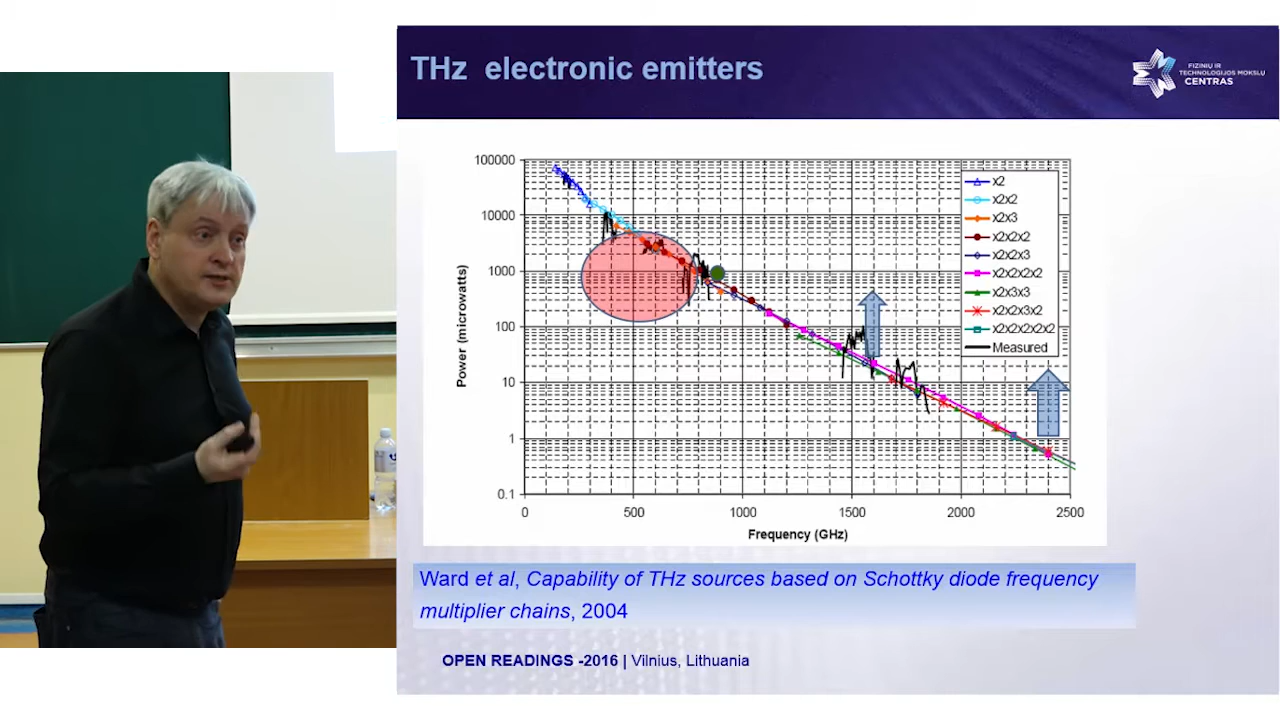 THz electronic emitters
FIZINIŲ IR
TECHNOLOGIJOS MOKSLŲ
CENTRAS
100000
10000
1000
100
10
1
0.1
Power (microwatts)
0
500
1000
1500
2000
2500
Frequency (GHz)
x2
x2x2
x2x3
x2x2x2
x2x2x3
x2x2x2x2
x2x3x3
x2x2x3x2
x2x2x2x2x2
Measured
Ward et al, Capability of THz sources based on Schottky diode frequency
multiplier chains, 2004
OPEN READINGS -2016 | Vilnius, Lithuania